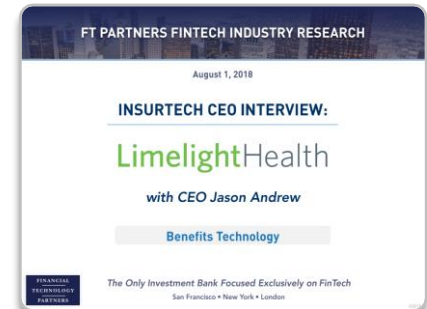 FT PARTNERS FINTECH INDUSTRY RESEARCH
August 1, 2018
INSURTECH CEO INTERVIEW:
LimelightHealth
with CEO Jason Andrew
Benefits Technology
FINANCIAL
TECHNOLOGY
PARTNERS
The Only Investment Bank Focused Exclusively on FinTech
San Francisco • New York • London